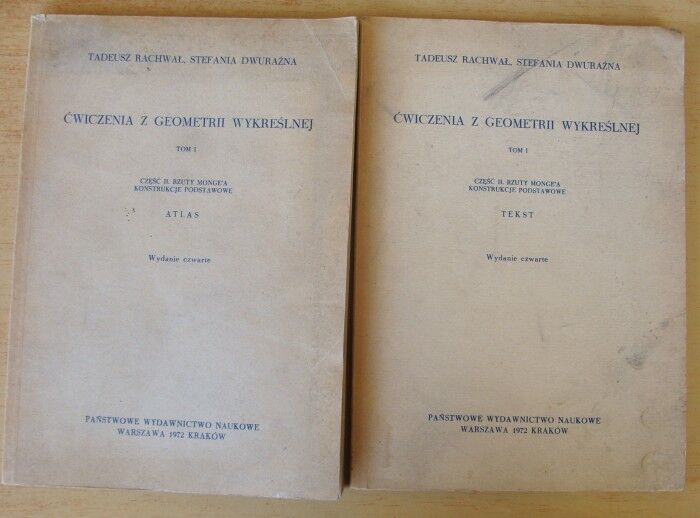 TADEUSZ RACHWAŁ, STEFANIA DWURAŹNA
ĆWICZENIA Z GEOMETRII WYKREŚLNEJ
TOM I
CZĘŚĆ II. RZUTY MONGE'A
KONSTRUKCJE PODSTAWOWE
ATLAS
Wydanie czwarte
PAŃSTWOWE WYDAWNICTWO NAUKOWE
WARSZAWA 1972 KRAKÓW
TADEUSZ RACHWAŁ, STEFANIA DWURAŹNA
ĆWICZENIA Z GEOMETRII WYKREŚLNEJ
TOM I
CZĘŚĆ II. RZUTY MONGE'A
KONSTRUKCJE PODSTAWOWE
TEKST
Wydanie czwarte
PAŃSTWOWE WYDAWNICTWO NAUKOWE
WARSZAWA 1972 KRAKÓW